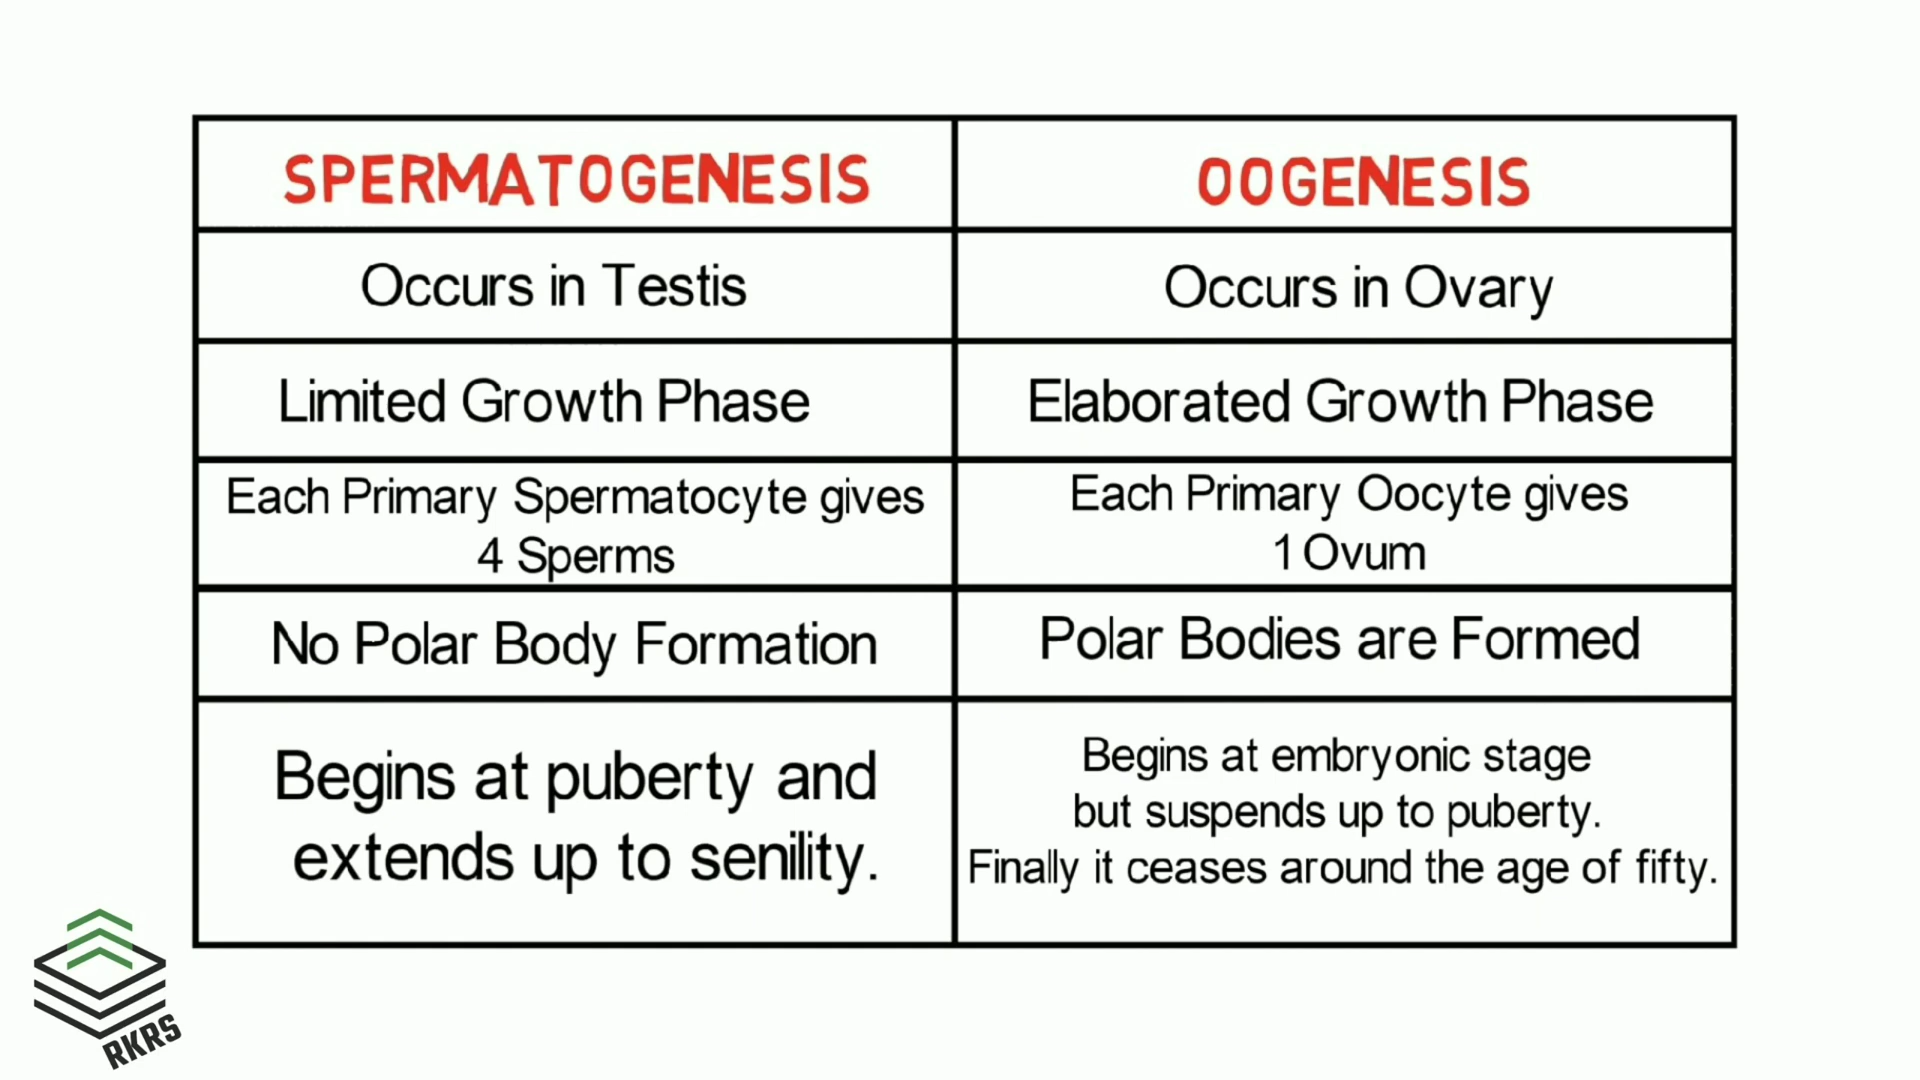 SPERMATOGENESIS
OOGENESIS
Occurs in Testis
Occurs in Ovary
Limited Growth Phase
Elaborated Growth Phase
Each Primary Spermatocyte gives
4 Sperms
Each Primary Oocyte gives
1 Ovum
No Polar Body Formation
Polar Bodies are Formed
Begins at puberty and
extends up to senility.
Begins at embryonic stage
but suspends up to puberty.
Finally it ceases around the age of fifty.
RKRS